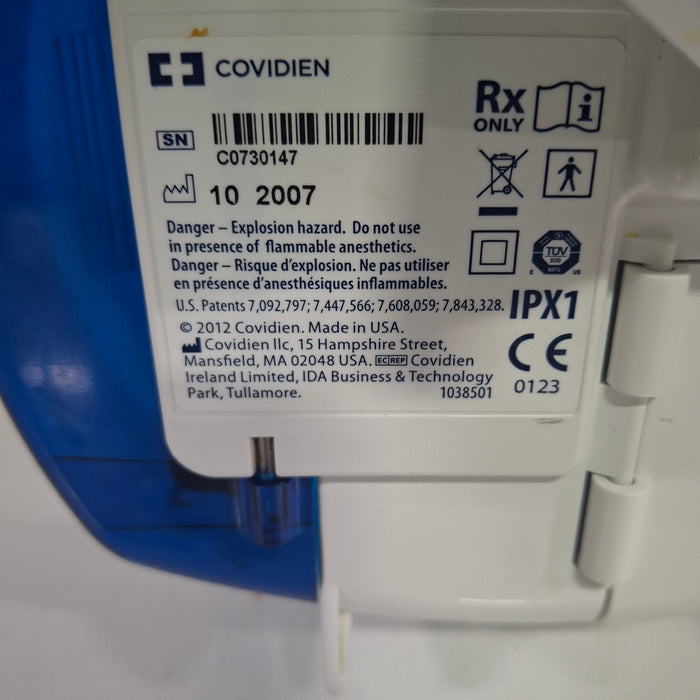 COVIDIEN
Rx
ONLY
i
SN
C0730147
10 2007
Danger – Explosion hazard. Do not use
in presence of flammable anesthetics.
Danger – Risque d'explosion. Ne pas utiliser
en présence d'anesthésiques inflammables.
U.S. Patents 7,092,797; 7,447,566; 7,608,059; 7,843,328.
TÜV
SÜD
C US
IPX1
© 2012 Covidien. Made in USA.
Covidien llc, 15 Hampshire Street,
Mansfield, MA 02048 USA. EC REP Covidien
Ireland Limited, IDA Business & Technology
Park, Tullamore. 1038501
CE
0123